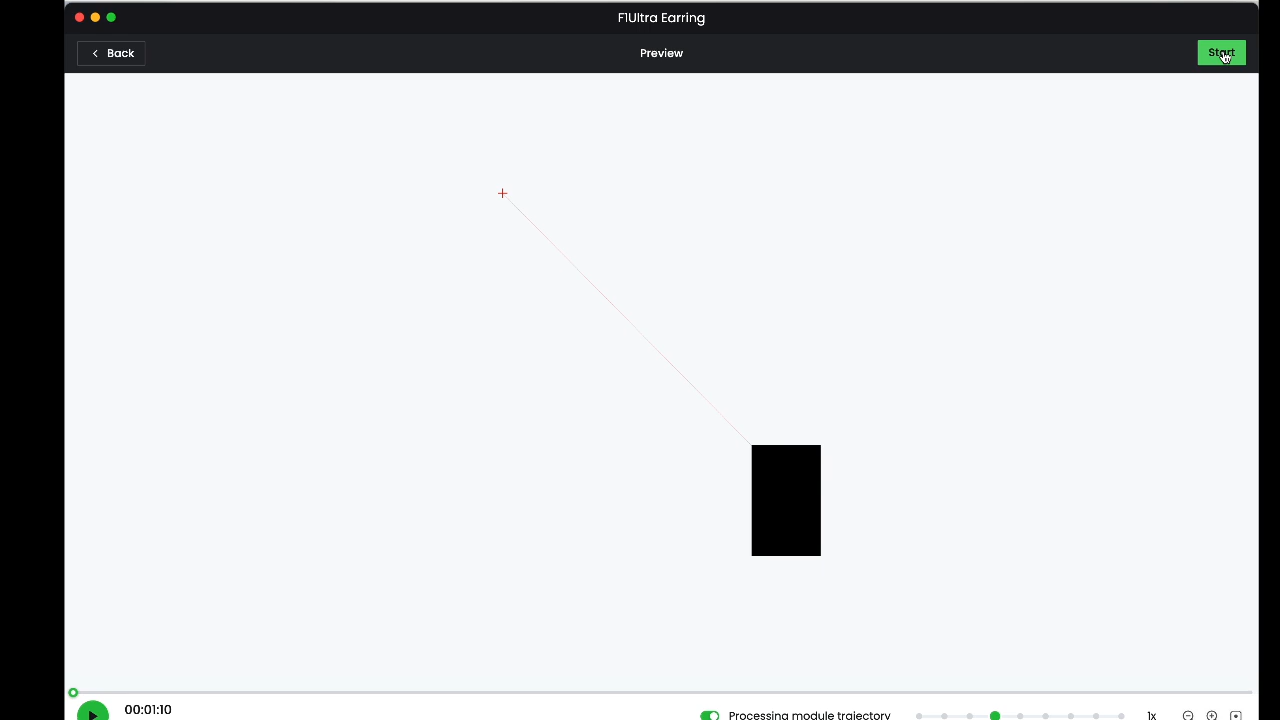 F1Ultra Earring
Back
Preview
Start
00:01:10
Processing module trajectory
1x